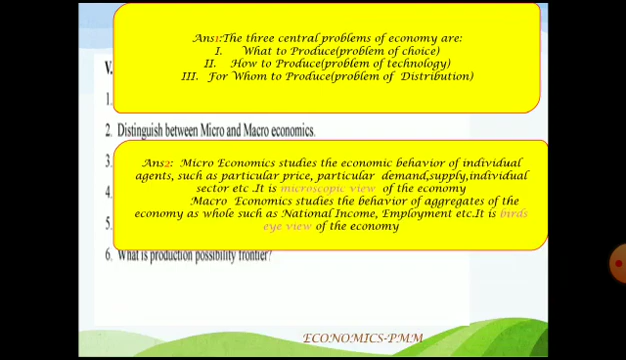 Ans1:The three central problems of economy are:
I. What to Produce(problem of choice)
II. How to Produce(problem of technology)
III. For Whom to Produce(problem of Distribution)
V.
1.
2. Distinguish between Micro and Macro economics.
3.
Ans2: Micro Economics studies the economic behavior of individual
agents, such as particular price, particular demand,supply,individual
sector etc .It is microscopic view of the economy
4.
Macro Economics studies the behavior of aggregates of the
economy as whole such as National Income, Employment etc.It is birds
5.
eye view of the economy
6. What is production possibility frontier?
ECONOMICS-PMM